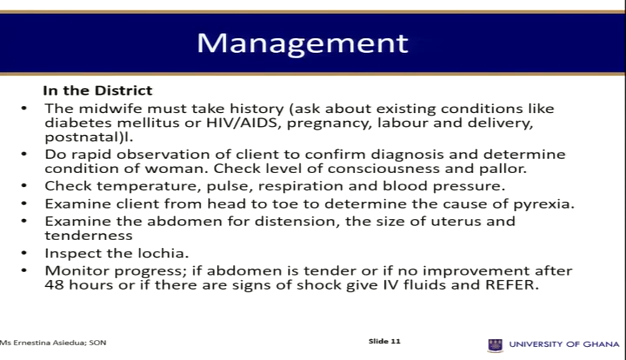 Management
In the District
• The midwife must take history (ask about existing conditions like
diabetes mellitus or HIV/AIDS, pregnancy, labour and delivery,
postnatal)l.
• Do rapid observation of client to confirm diagnosis and determine
condition of woman. Check level of consciousness and pallor.
• Check temperature, pulse, respiration and blood pressure.
• Examine client from head to toe to determine the cause of pyrexia.
• Examine the abdomen for distension, the size of uterus and
tenderness
• Inspect the lochia.
• Monitor progress; if abdomen is tender or if no improvement after
48 hours or if there are signs of shock give IV fluids and REFER.
Ms Ernestina Asiedua; SON
Slide 11
UNIVERSITY OF GHANA